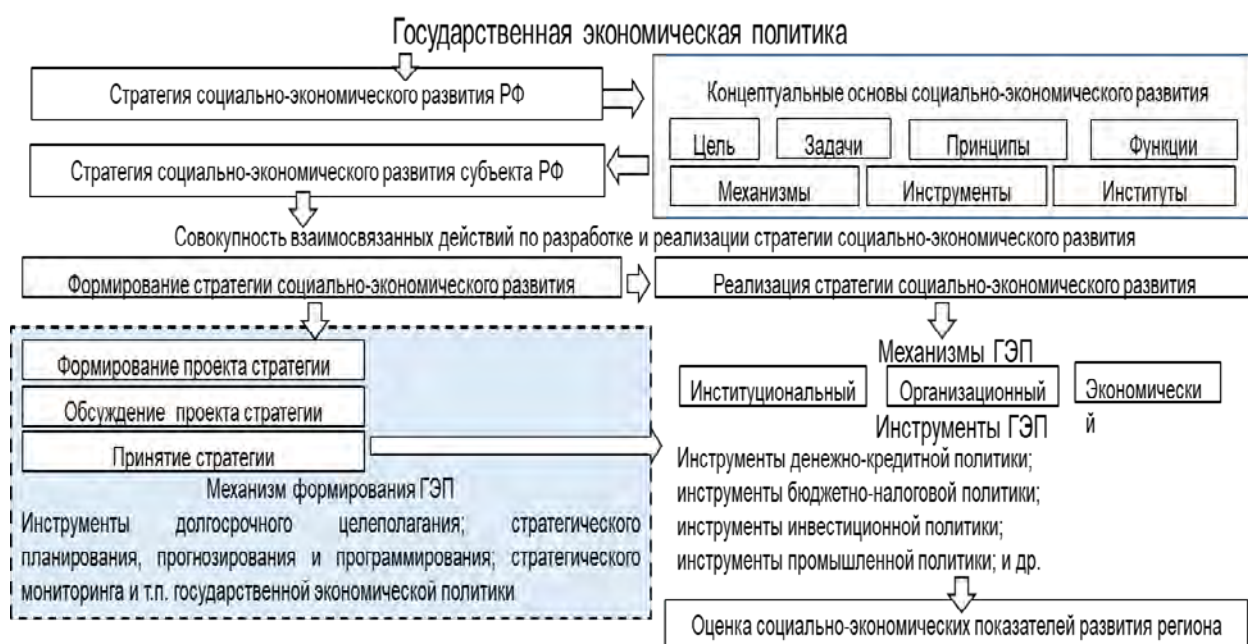 Государственная экономическая политика
Стратегия социально-экономического развития РФ
Концептуальные основы социально-экономического развития
Цель
Задачи
Принципы
Функции
Механизмы
Инструменты
Институты
Стратегия социально-экономического развития субъекта РФ
Совокупность взаимосвязанных действий по разработке и реализации стратегии социально-экономического развития
Формирование стратегии социально-экономического развития
Реализация стратегии социально-экономического развития
Формирование проекта стратегии
Обсуждение проекта стратегии
Принятие стратегии
Механизм формирования ГЭП
Инструменты долгосрочного целеполагания; стратегического
планирования, прогнозирования и программирования; стратегического
мониторинга и т.п. государственной экономической политики
Механизмы ГЭП
Институциональный
Организационный
Экономически
й
Инструменты ГЭП
Инструменты денежно-кредитной политики;
инструменты бюджетно-налоговой политики;
инструменты инвестиционной политики;
инструменты промышленной политики; и др.
Оценка социально-экономических показателей развития региона